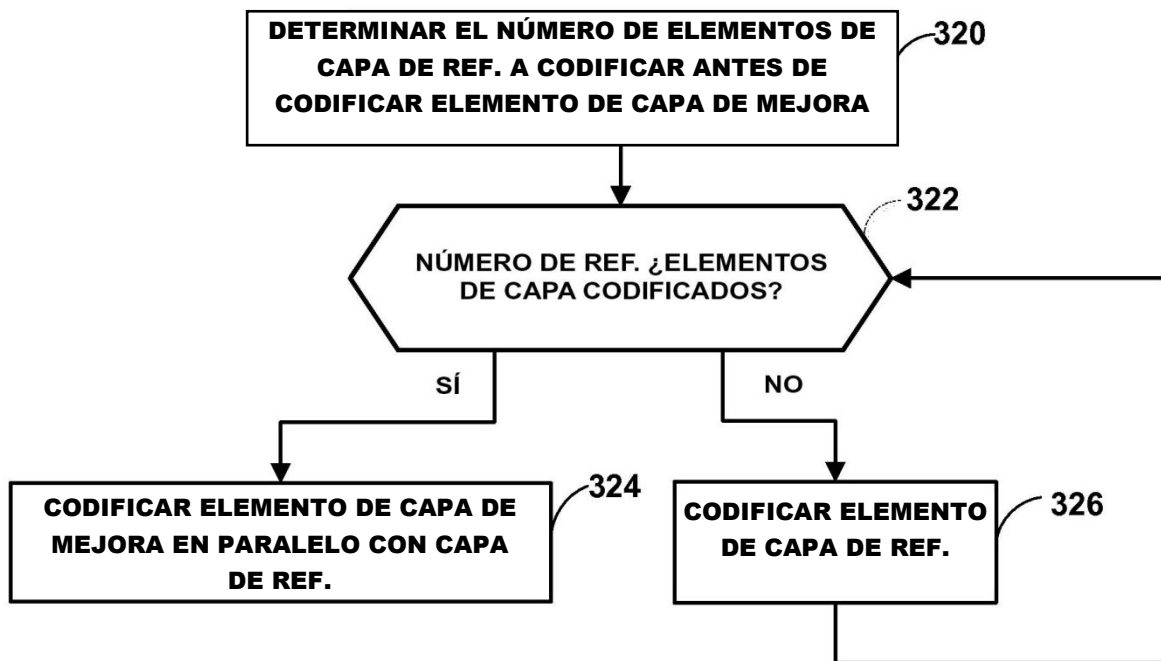 DETERMINAR EL NÚMERO DE ELEMENTOS DE
CAPA DE REF. A CODIFICAR ANTES DE
CODIFICAR ELEMENTO DE CAPA DE MEJORA
320
322
NÚMERO DE REF. ¿ELEMENTOS
DE CAPA CODIFICADOS?
SÍ
NO
CODIFICAR ELEMENTO DE CAPA DE
MEJORA EN PARALELO CON CAPA
DE REF.
324
CODIFICAR ELEMENTO
DE CAPA DE REF.
326